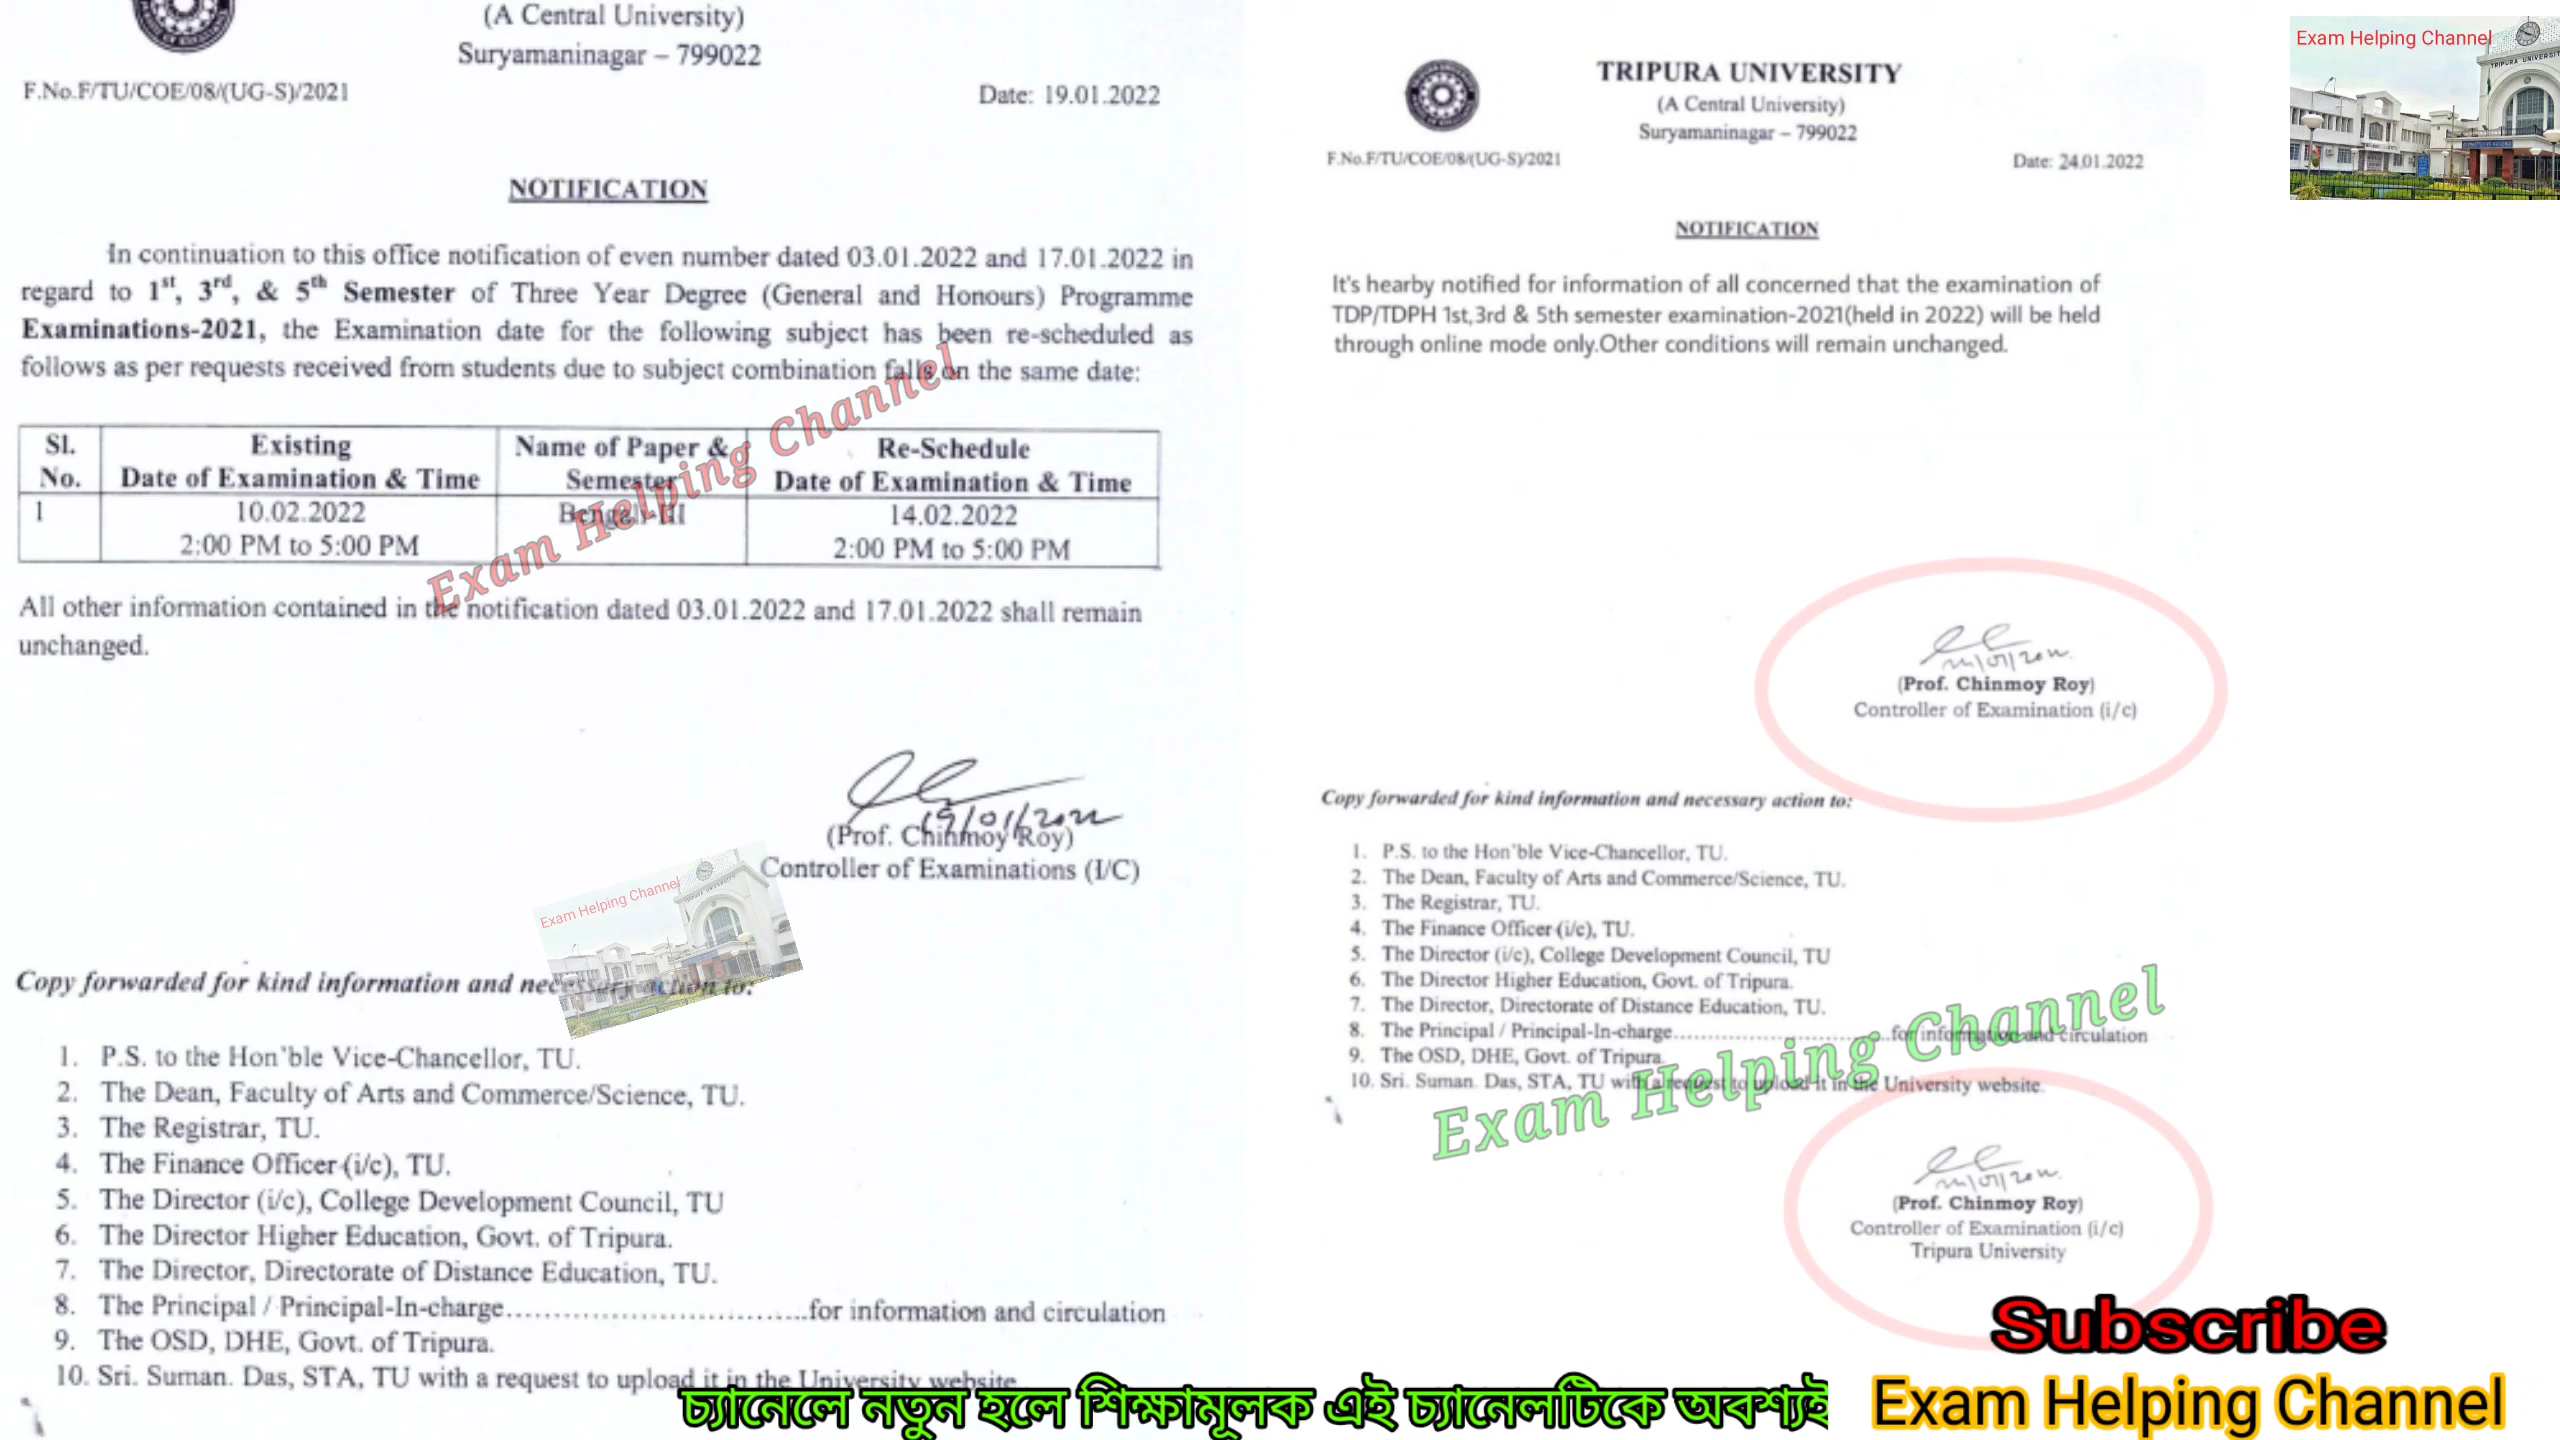 (A Central University)
Suryamaninagar – 799022
F.No.F/TU/COE/08/(UG-S)/2021
Date: 19.01.2022
NOTIFICATION
In continuation to this office notification of even number dated 03.01.2022 and 17.01.2022 in
regard to 1st, 3rd, & 5th Semester of Three Year Degree (General and Honours) Programme
Examinations-2021, the Examination date for the following subject has been re-scheduled as
follows as per requests received from students due to subject combination falls on the same date:
Sl. No.
Existing Date of Examination & Time
Name of Paper & Semester
Re-Schedule Date of Examination & Time
1
10.02.2022
2:00 PM to 5:00 PM
Bengali-III
14.02.2022
2:00 PM to 5:00 PM
Exam Helping Channel
All other information contained in the notification dated 03.01.2022 and 17.01.2022 shall remain
unchanged.
19/01/2022
(Prof. Chinmoy Roy)
Controller of Examinations (I/C)
Exam Helping Channel
TRIPURA UNIVERSITY
Copy forwarded for kind information and necessary action to:
1. P.S. to the Hon'ble Vice-Chancellor, TU.
2. The Dean, Faculty of Arts and Commerce/Science, TU.
3. The Registrar, TU.
4. The Finance Officer (i/c), TU.
5. The Director (i/c), College Development Council, TU
6. The Director Higher Education, Govt. of Tripura.
7. The Director, Directorate of Distance Education, TU.
8. The Principal / Principal-In-charge..............................for information and circulation
9. The OSD, DHE, Govt. of Tripura.
10. Sri. Suman. Das, STA, TU with a request to upload it in the University website
TRIPURA UNIVERSITY
(A Central University)
Suryamaninagar – 799022
F.No.F/TU/COE/08/(UG-S)/2021
Date: 24.01.2022
NOTIFICATION
It's hearby notified for information of all concerned that the examination of
TDP/TDPH 1st,3rd & 5th semester examination-2021(held in 2022) will be held
through online mode only.Other conditions will remain unchanged.
(Prof. Chinmoy Roy)
Controller of Examination (i/c)
Copy forwarded for kind information and necessary action to:
1. P.S. to the Hon'ble Vice-Chancellor, TU.
2. The Dean, Faculty of Arts and Commerce/Science, TU.
3. The Registrar, TU.
4. The Finance Officer (i/c), TU.
5. The Director (i/c), College Development Council, TU
6. The Director Higher Education, Govt. of Tripura.
7. The Director, Directorate of Distance Education, TU.
8. The Principal / Principal-In-charge..............................for information and circulation
9. The OSD, DHE, Govt. of Tripura.
10. Sri. Suman. Das, STA, TU with a request to upload it in the University website.
Exam Helping Channel
(Prof. Chinmoy Roy)
Controller of Examination (i/c)
Tripura University
Exam Helping Channel
TRIPURA UNIVERSITY
Subscribe
Exam Helping Channel
চ্যানেলে নতুন হলে শিক্ষামূলক এই চ্যানেলটিকে অবশ্যই